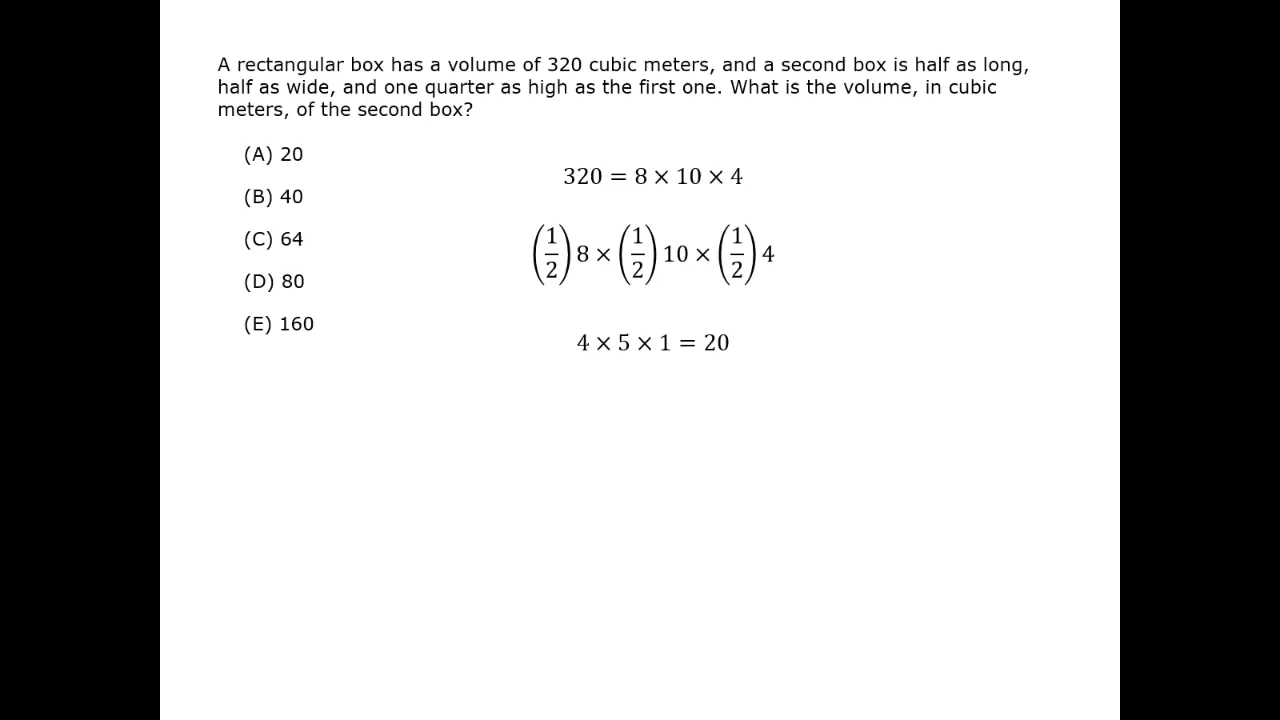 A rectangular box has a volume of 320 cubic meters, and a second box is half as long,
half as wide, and one quarter as high as the first one. What is the volume, in cubic
meters, of the second box?
(A) 20
(B) 40
(C) 64
(D) 80
(E) 160
320 = 8 × 10 × 4
(1/2) 8 × (1/2) 10 × (1/2) 4
4 × 5 × 1 = 20